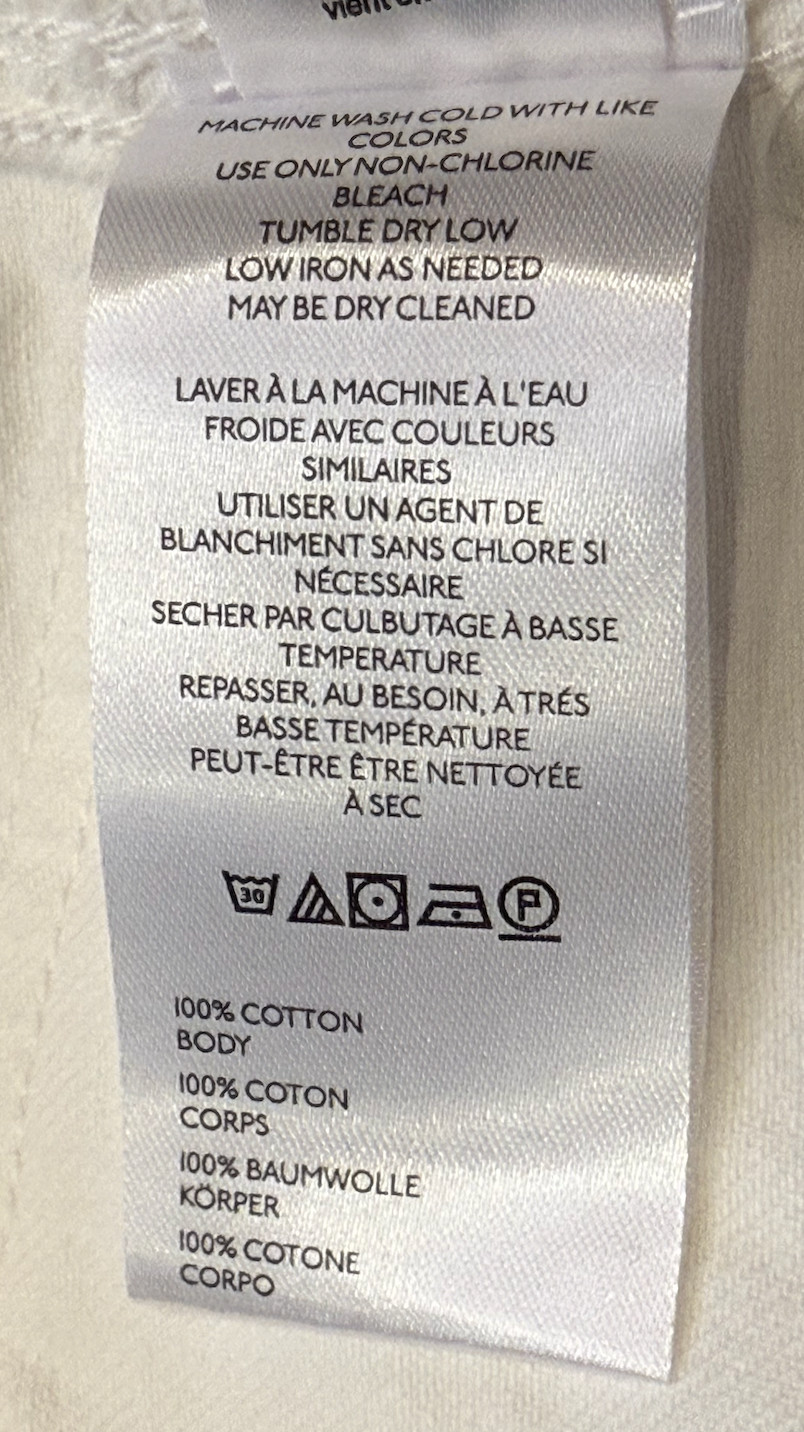 MACHINE WASH COLD WITH LIKE
COLORS
USE ONLY NON-CHLORINE
BLEACH
TUMBLE DRY LOW
LOW IRON AS NEEDED
MAY BE DRY CLEANED
LAVER À LA MACHINE À L'EAU
FROIDE AVEC COULEURS
SIMILAIRES
UTILISER UN AGENT DE
BLANCHIMENT SANS CHLORE SI
NÉCESSAIRE
SECHER PAR CULBUTAGE À BASSE
TEMPERATURE
REPASSER, AU BESOIN, À TRÉS
BASSE TEMPÉRATURE
PEUT-ÊTRE ÊTRE NETTOYÉE
À SEC
30 P
100% COTTON
BODY
100% COTON
CORPS
100% BAUMWOLLE
KÖRPER
100% COTONE
CORPO